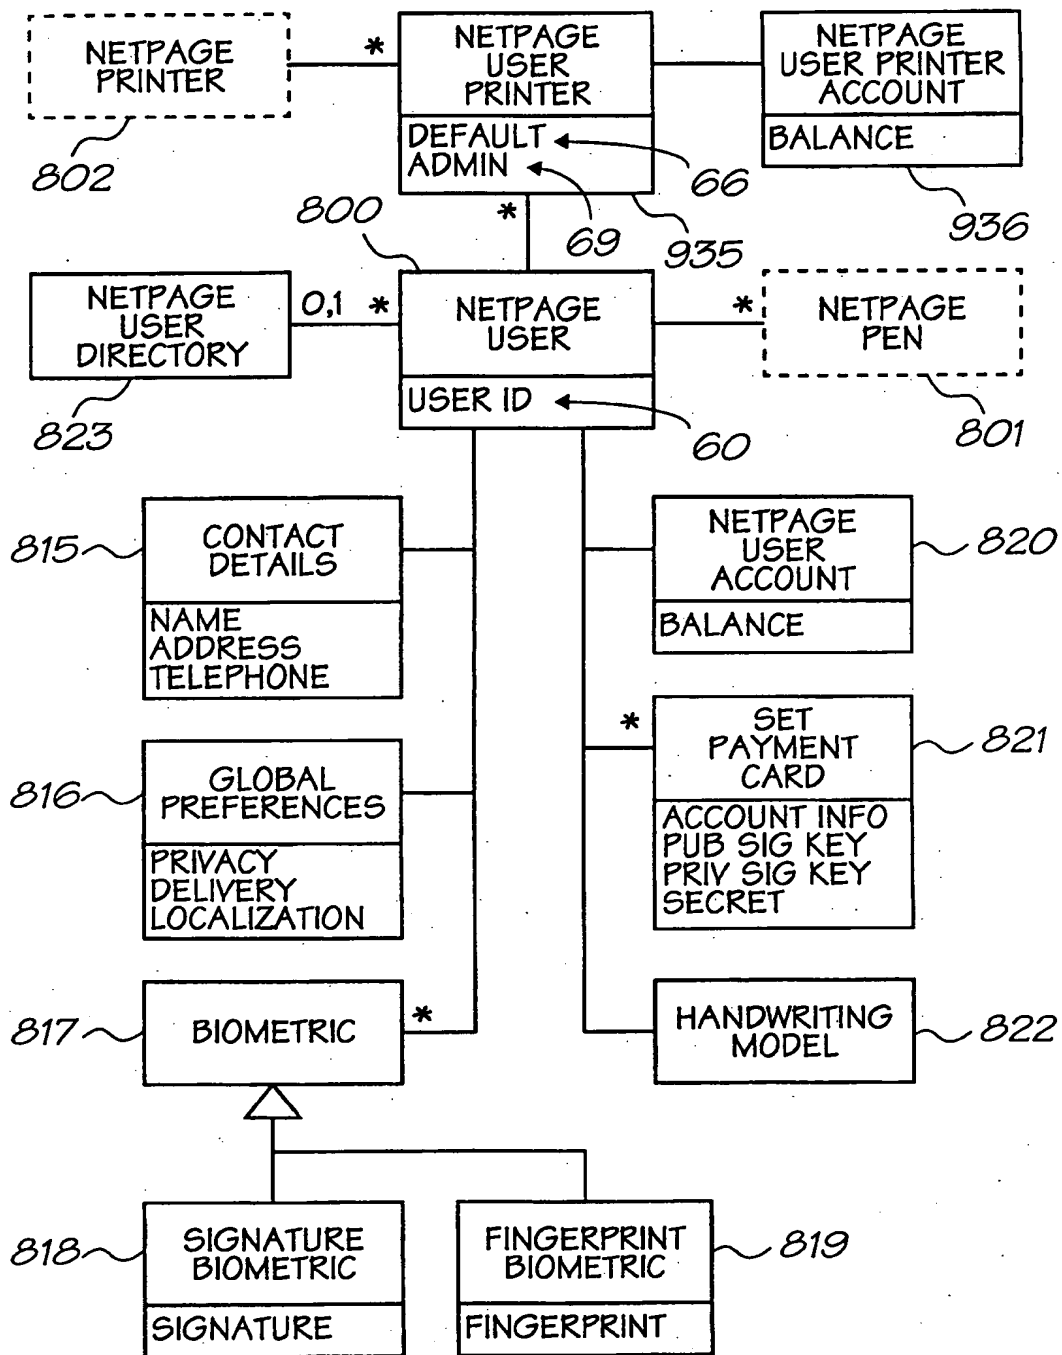 NETPAGE
PRINTER
802
*
NETPAGE
USER
PRINTER
DEFAULT
ADMIN
66
69
935
NETPAGE
USER PRINTER
ACCOUNT
BALANCE
936
*
800
NETPAGE
USER
DIRECTORY
823
0,1
*
NETPAGE
USER
USER ID
60
*
NETPAGE
PEN
801
815
CONTACT
DETAILS
NAME
ADDRESS
TELEPHONE
NETPAGE
USER
ACCOUNT
BALANCE
820
816
GLOBAL
PREFERENCES
PRIVACY
DELIVERY
LOCALIZATION
*
SET
PAYMENT
CARD
ACCOUNT INFO
PUB SIG KEY
PRIV SIG KEY
SECRET
821
817
BIOMETRIC
*
HANDWRITING
MODEL
822
818
SIGNATURE
BIOMETRIC
SIGNATURE
FINGERPRINT
BIOMETRIC
FINGERPRINT
819